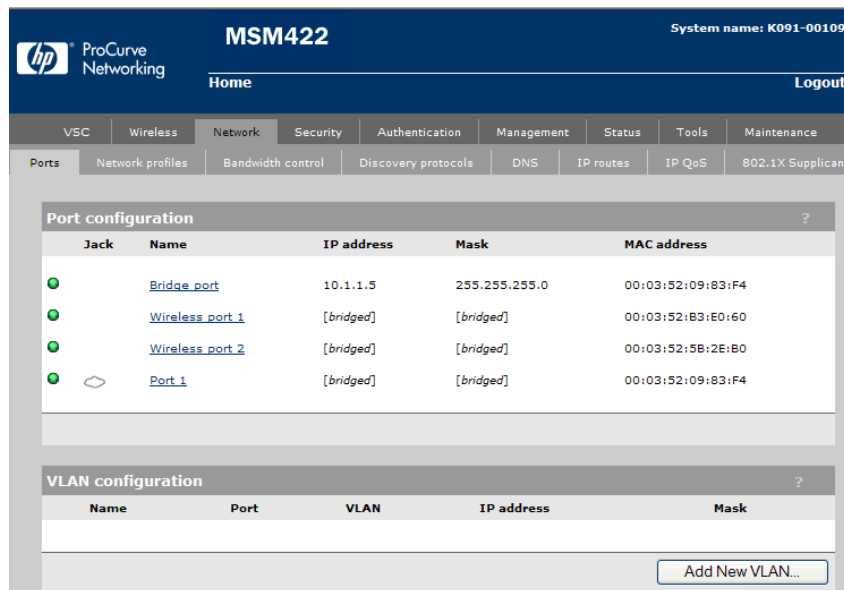 hp ProCurve Networking
MSM422
System name: K091-00109
Home Logout
VSC Wireless Network Security Authentication Management Status Tools Maintenance
Ports Network profiles Bandwidth control Discovery protocols DNS IP routes IP QoS 802.1X Supplican
Port configuration ?
Jack Name IP address Mask MAC address
Bridge port 10.1.1.5 255.255.255.0 00:03:52:09:83:F4
Wireless port 1 [bridged] [bridged] 00:03:52:B3:E0:60
Wireless port 2 [bridged] [bridged] 00:03:52:5B:2E:B0
Port 1 [bridged] [bridged] 00:03:52:09:83:F4
VLAN configuration ?
Name Port VLAN IP address Mask
Add New VLAN...